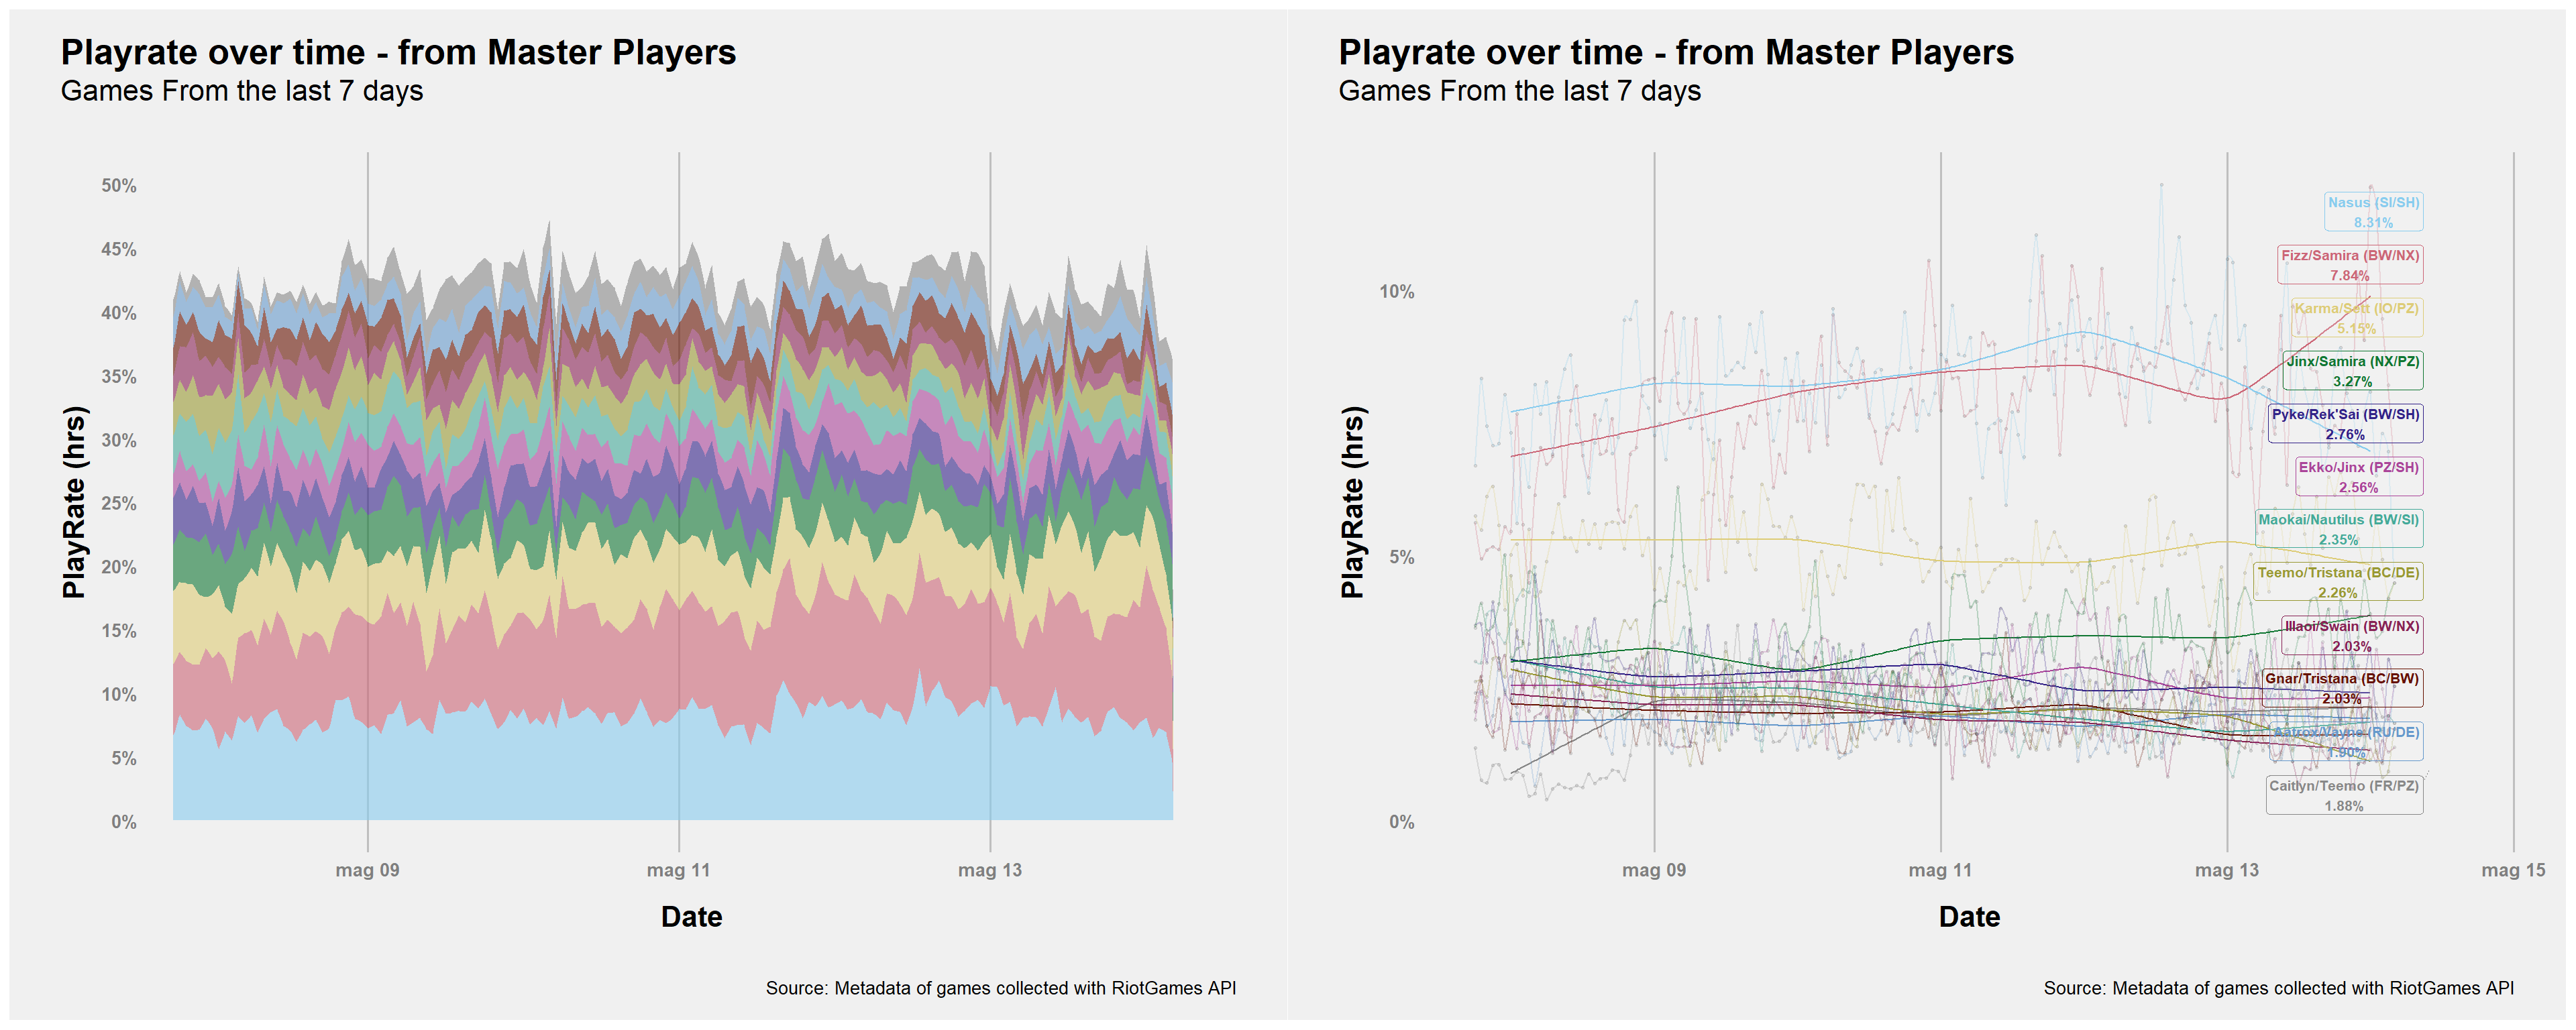 Playrate over time - from Master Players
Games From the last 7 days
PlayRate (hrs)
50%
45%
40%
35%
30%
25%
20%
15%
10%
5%
0%
mag 09
mag 11
mag 13
Date
Source: Metadata of games collected with RiotGames API
Playrate over time - from Master Players
Games From the last 7 days
PlayRate (hrs)
10%
5%
0%
Nasus (SI/SH)
8.31%
Fizz/Samira (BW/NX)
7.84%
Karma/Sett (IO/PZ)
5.15%
Jinx/Samira (NX/PZ)
3.27%
Pyke/Rek'Sai (BW/SH)
2.76%
Ekko/Jinx (PZ/SH)
2.56%
Maokai/Nautilus (BW/SI)
2.35%
Teemo/Tristana (BC/DE)
2.26%
Illaoi/Swain (BW/NX)
2.03%
Gnar/Tristana (BC/BW)
2.03%
Aatrox/Vayne (RU/DE)
1.90%
Caitlyn/Teemo (FR/PZ)
1.88%
mag 09
mag 11
mag 13
mag 15
Date
Source: Metadata of games collected with RiotGames API